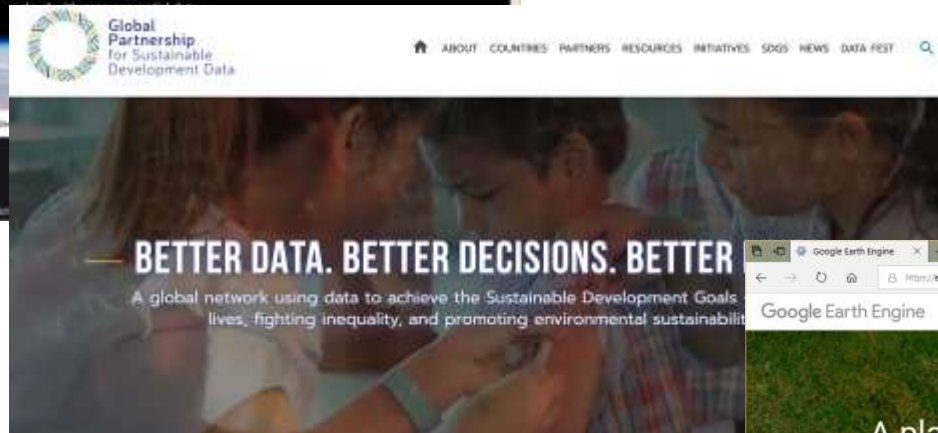 Global
Partnership
for Sustainable
Development Data
ABOUT COUNTRIES PARTNERS RESOURCES INITIATIVES SDGS NEWS DATA FEST
BETTER DATA. BETTER DECISIONS. BETTER
A global network using data to achieve the Sustainable Development Goals
lives, fighting inequality, and promoting environmental sustainabilit
Google Earth Engine
https://e
Google Earth Engine
A pla